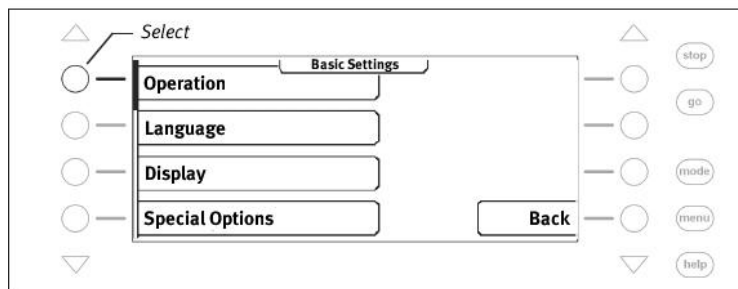 Select
Basic Settings
Operation
Language
Display
Special Options
Back
stop
go
mode
menu
help